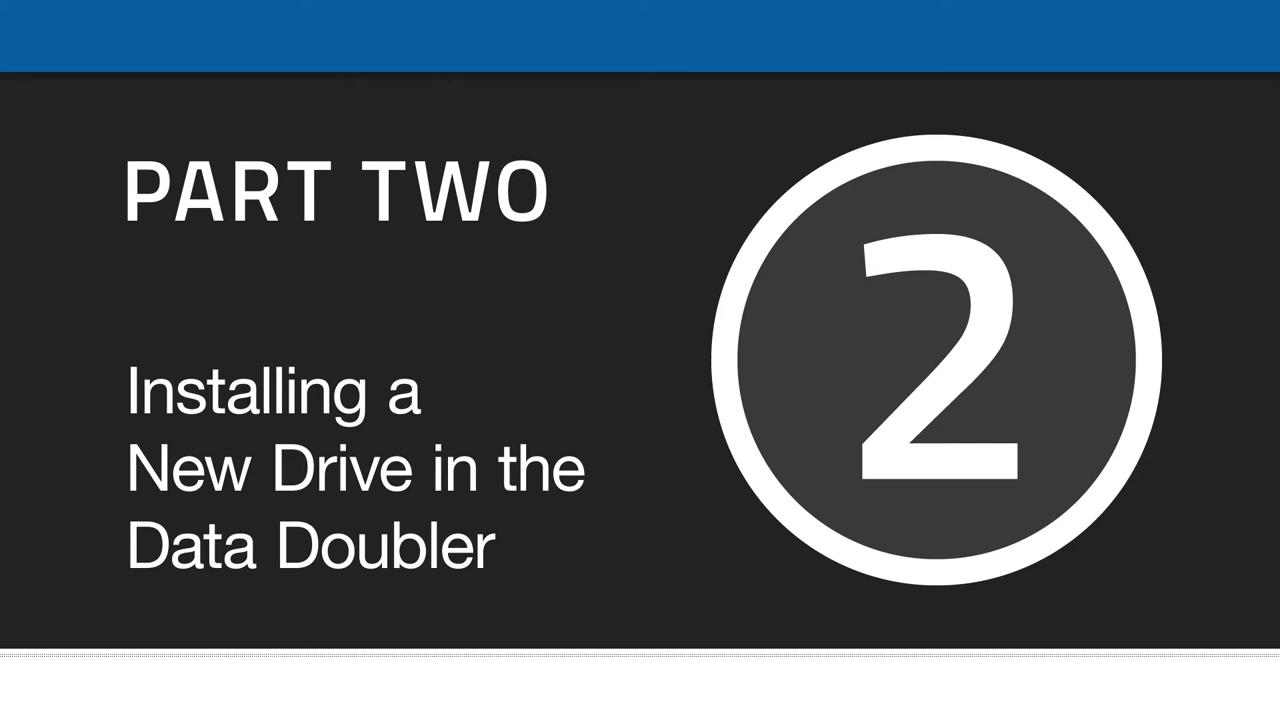 PART TWO
Installing a
New Drive in the
Data Doubler
2